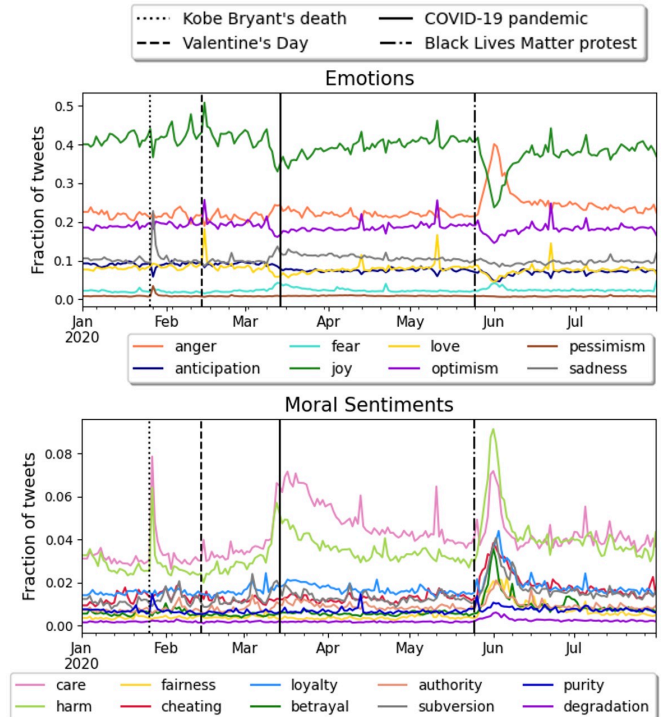 Kobe Bryant's death COVID-19 pandemic
Valentine's Day Black Lives Matter protest
Emotions
Fraction of tweets
0.5
0.4
0.3
0.2
0.1
0.0
Jan Feb Mar Apr May Jun Jul
2020
anger fear love pessimism
anticipation joy optimism sadness
Moral Sentiments
Fraction of tweets
0.08
0.06
0.04
0.02
0.00
Jan Feb Mar Apr May Jun Jul
2020
care fairness loyalty authority purity
harm cheating betrayal subversion degradation